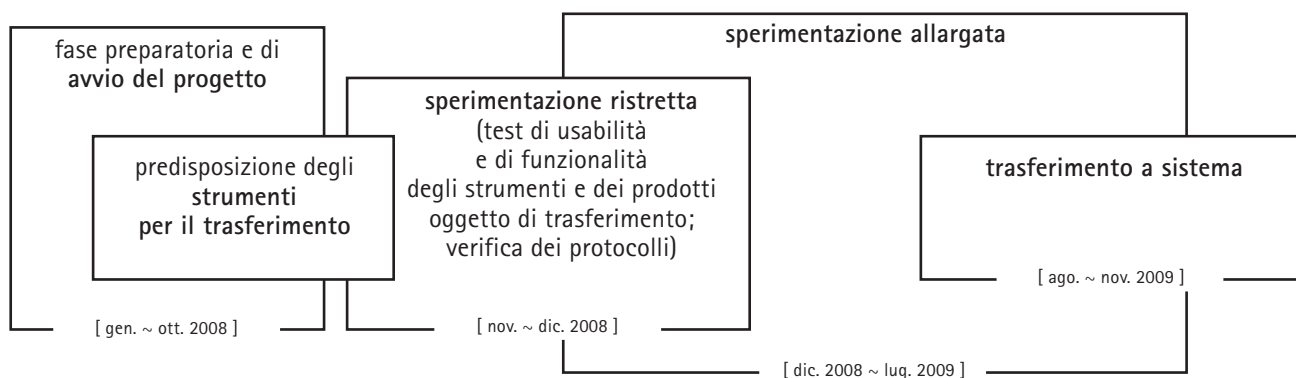 fase preparatoria e di
avvio del progetto
predisposizione degli
strumenti
per il trasferimento
[ gen. ~ ott. 2008 ]
sperimentazione ristretta
(test di usabilità
e di funzionalità
degli strumenti e dei prodotti
oggetto di trasferimento;
verifica dei protocolli)
[ nov. ~ dic. 2008 ]
sperimentazione allargata
[ dic. 2008 ~ lug. 2009 ]
trasferimento a sistema
[ ago. ~ nov. 2009 ]